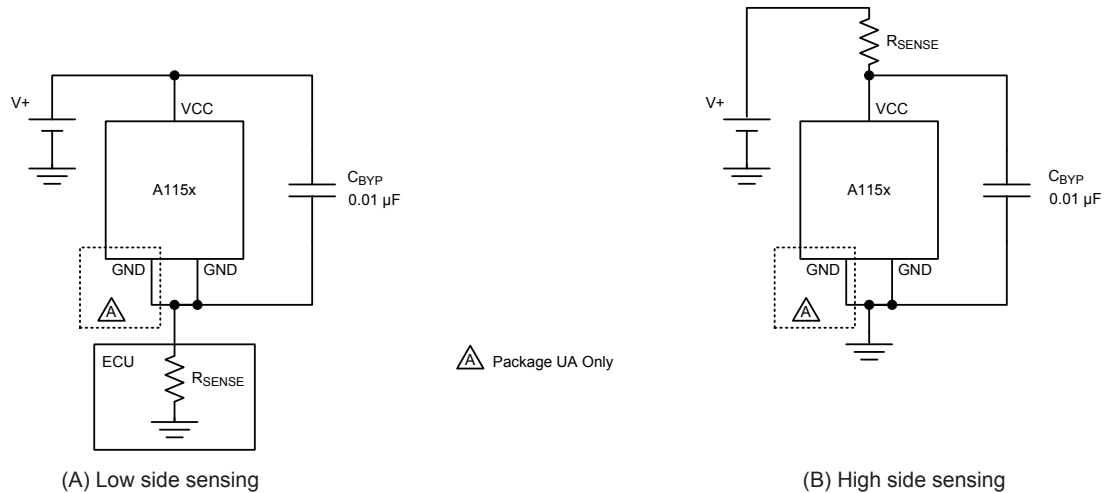 V+
VCC
A115x
CBYP
0.01 µF
GND
GND
A
ECU
RSENSE
(A) Low side sensing
A Package UA Only
RSENSE
V+
VCC
A115x
CBYP
0.01 µF
GND
GND
A
(B) High side sensing